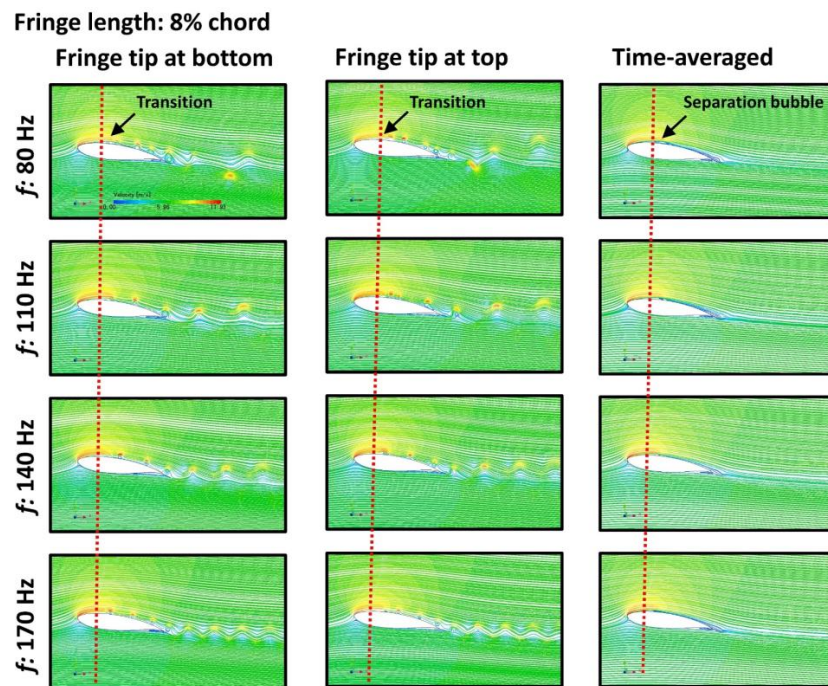 Fringe length: 8% chord
Fringe tip at bottom
Fringe tip at top
Time-averaged
f: 80 Hz
Transition
Velocity [m/s]
Transition
Separation bubble
f: 110 Hz
f: 140 Hz
f: 170 Hz